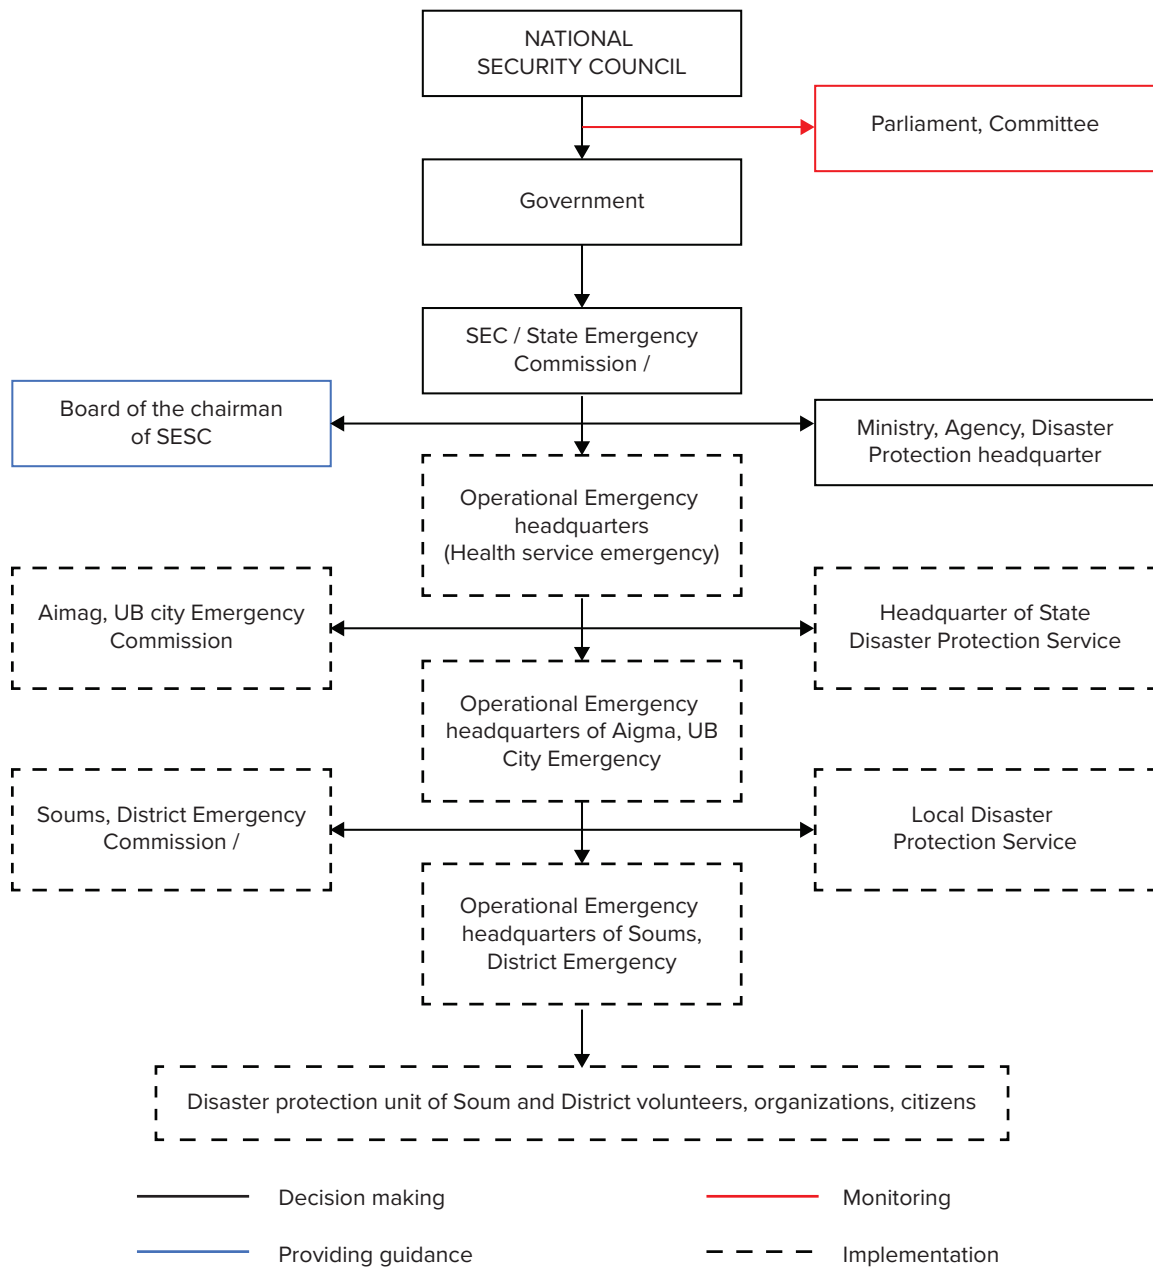 NATIONAL
SECURITY COUNCIL
Parliament, Committee
Government
SEC / State Emergency
Commission /
Board of the chairman
of SESC
Ministry, Agency, Disaster
Protection headquarter
Operational Emergency
headquarters
(Health service emergency)
Aimag, UB city Emergency
Commission
Headquarter of State
Disaster Protection Service
Operational Emergency
headquarters of Aigma, UB
City Emergency
Soums, District Emergency
Commission /
Local Disaster
Protection Service
Operational Emergency
headquarters of Soums,
District Emergency
Disaster protection unit of Soum and District volunteers, organizations, citizens
Decision making
Monitoring
Providing guidance
Implementation